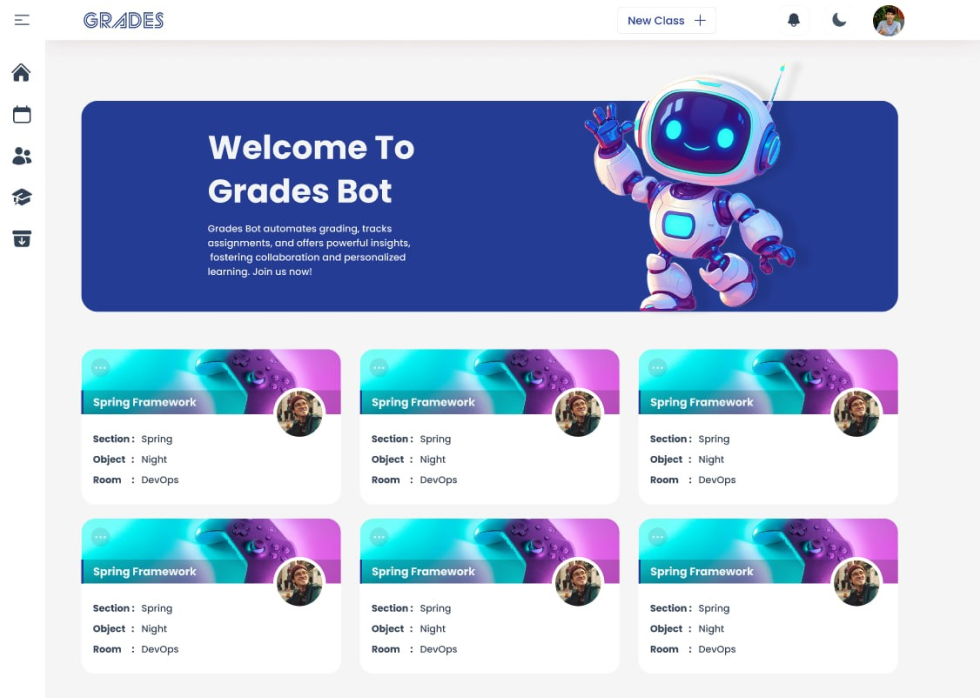 GRADES
New Class +
Welcome To
Grades Bot
Grades Bot automates grading, tracks
assignments, and offers powerful insights,
fostering collaboration and personalized
learning. Join us now!
Spring Framework
Section : Spring
Object : Night
Room : DevOps
Spring Framework
Section : Spring
Object : Night
Room : DevOps
Spring Framework
Section : Spring
Object : Night
Room : DevOps
Spring Framework
Section : Spring
Object : Night
Room : DevOps
Spring Framework
Section : Spring
Object : Night
Room : DevOps
Spring Framework
Section : Spring
Object : Night
Room : DevOps